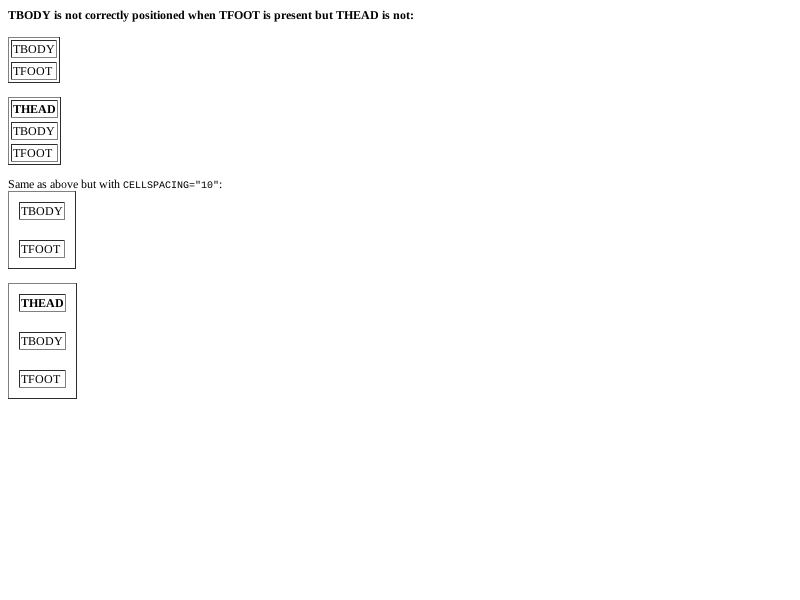 TBODY is not correctly positioned when TFOOT is present but THEAD is not:
TBODY
TFOOT
THEAD
TBODY
TFOOT
Same as above but with CELLSPACING="10":
TBODY
TFOOT
THEAD
TBODY
TFOOT